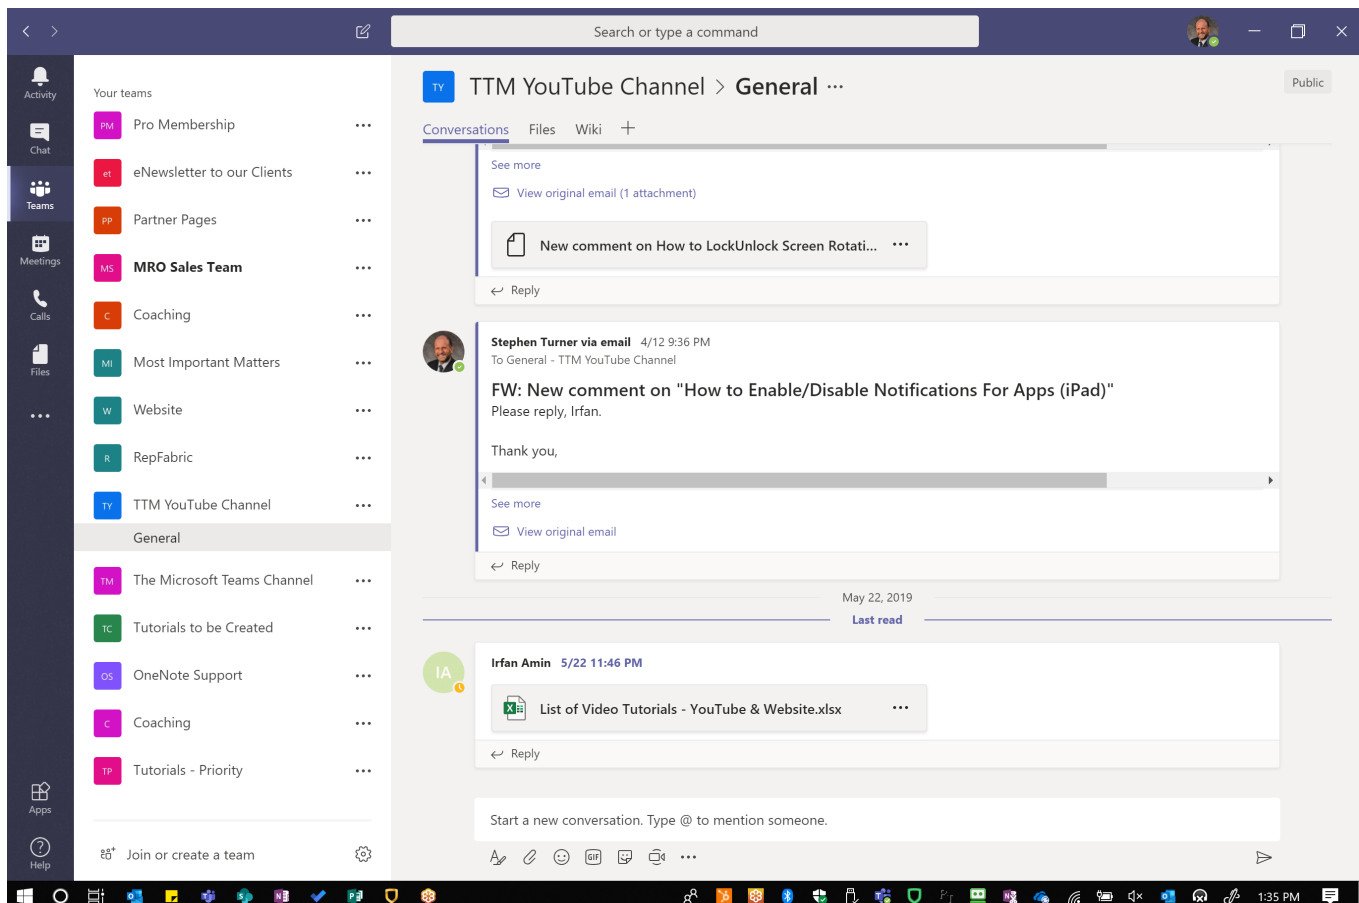 Search or type a command
Activity
Chat
Teams
Meetings
Calls
Files
Apps
Help
Your teams
PM Pro Membership
et eNewsletter to our Clients
PP Partner Pages
MS MRO Sales Team
C Coaching
MI Most Important Matters
W Website
R RepFabric
TY TTM YouTube Channel
General
TM The Microsoft Teams Channel
TC Tutorials to be Created
OS OneNote Support
C Coaching
TP Tutorials - Priority
Join or create a team
TY TTM YouTube Channel > General ...
Public
Conversations Files Wiki +
See more
View original email (1 attachment)
New comment on How to LockUnlock Screen Rotati...
Reply
Stephen Turner via email 4/12 9:36 PM
To General - TTM YouTube Channel
FW: New comment on "How to Enable/Disable Notifications For Apps (iPad)"
Please reply, Irfan.
Thank you,
See more
View original email
Reply
May 22, 2019
Last read
IA Irfan Amin 5/22 11:46 PM
List of Video Tutorials - YouTube & Website.xlsx
Reply
Start a new conversation. Type @ to mention someone.
GIF
1:35 PM